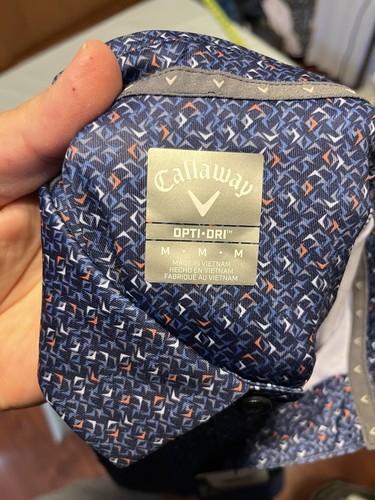 Callaway
OPTI•DRI™
M • M • M
MADE IN VIETNAM
HECHO EN VIETNAM
FABRIQUÉ AU VIETNAM